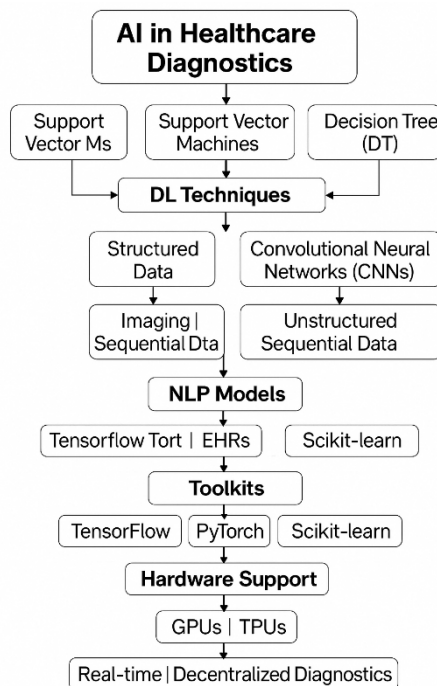 AI in Healthcare
Diagnostics
Support
Vector Ms
Support Vector
Machines
Decision Tree
(DT)
DL Techniques
Structured
Data
Convolutional Neural
Networks (CNNs)
Imaging |
Sequential Dta
Unstructured
Sequential Data
NLP Models
Tensorflow Tort | EHRs
Scikit-learn
Toolkits
TensorFlow
PyTorch
Scikit-learn
Hardware Support
GPUs | TPUs
Real-time | Decentralized Diagnostics